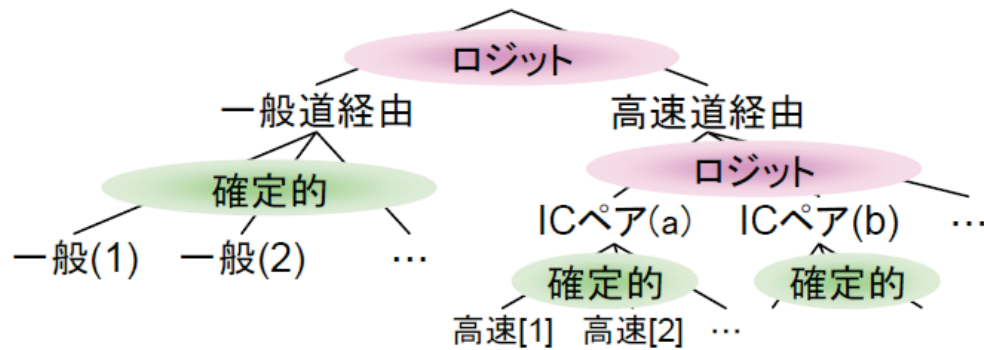 ロジット
一般道経由 高速道経由
確定的 ロジット
ICペア(a) ICペア(b) …
一般(1) 一般(2) …
確定的 確定的
高速[1] 高速[2] …